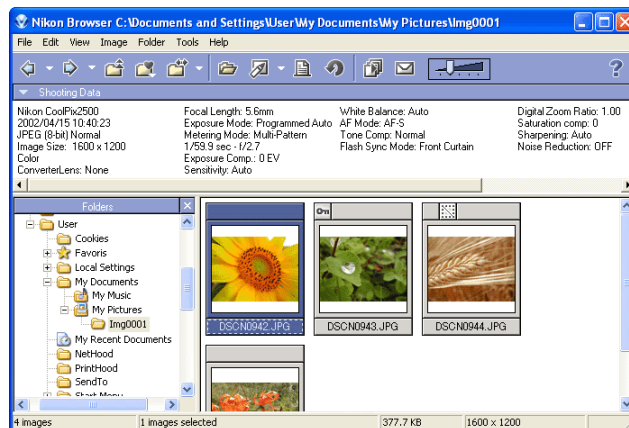 Nikon Browser C:\Documents and Settings\User\My Documents\My Pictures\Img0001
File Edit View Image Folder Tools Help
?
Shooting Data
Nikon CoolPix2500
2002/04/15 10:40:23
JPEG (8-bit) Normal
Image Size: 1600 x 1200
Color
ConverterLens: None
Focal Length: 5.6mm
Exposure Mode: Programmed Auto
Metering Mode: Multi-Pattern
1/59.9 sec - f/2.7
Exposure Comp.: 0 EV
Sensitivity: Auto
White Balance: Auto
AF Mode: AF-S
Tone Comp: Normal
Flash Sync Mode: Front Curtain
Digital Zoom Ratio: 1.00
Saturation comp: 0
Sharpening: Auto
Noise Reduction: OFF
Folders
User
Cookies
Favoris
Local Settings
My Documents
My Music
My Pictures
Img0001
My Recent Documents
NetHood
PrintHood
SendTo
Start Menu
DSCN0942.JPG DSCN0943.JPG DSCN0944.JPG
4 images 1 images selected 377.7 KB 1600 x 1200